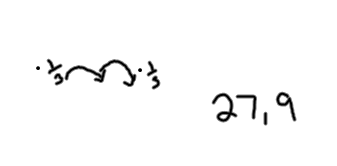 · 1/3 · 1/3
27, 9